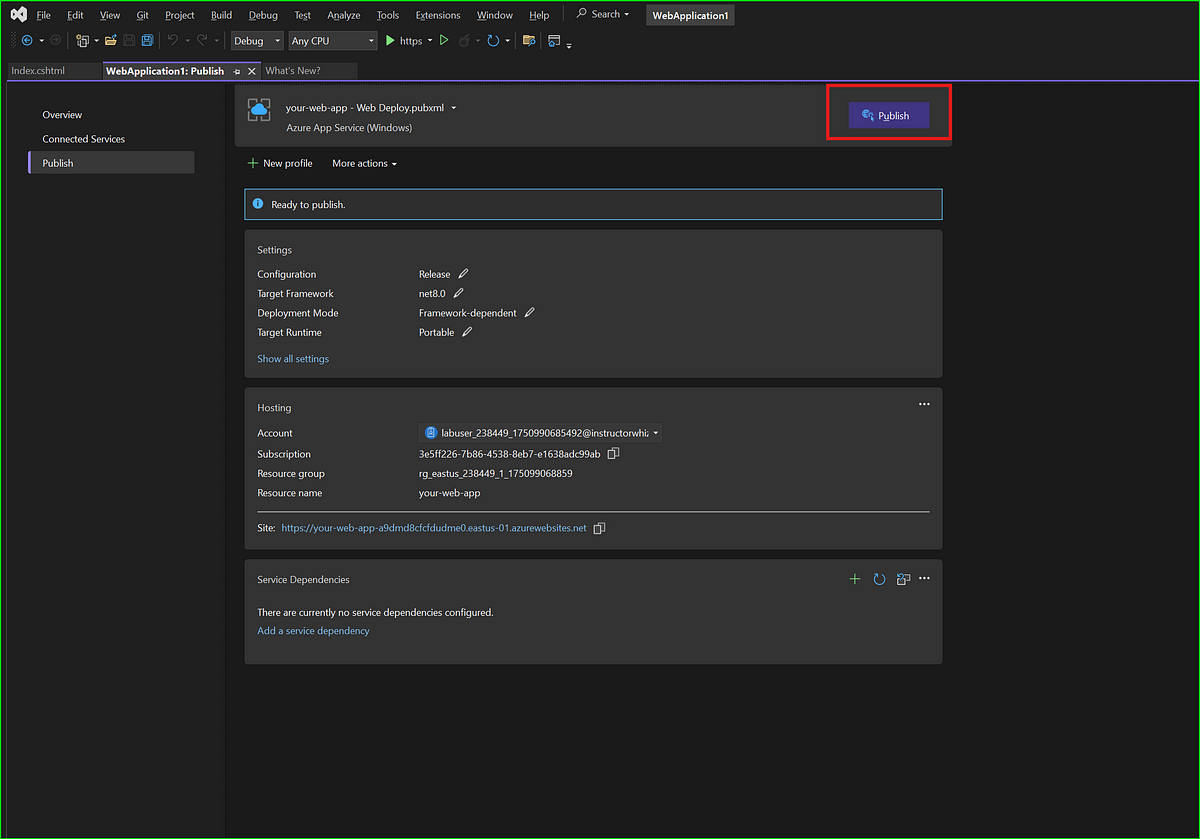 File Edit View Git Project Build Debug Test Analyze Tools Extensions Window Help Search WebApplication1
Debug Any CPU https
Index.cshtml WebApplication1: Publish What's New?
Overview
Connected Services
Publish
your-web-app - Web Deploy.pubxml
Azure App Service (Windows)
Publish
New profile More actions
Ready to publish.
Settings
Configuration Release
Target Framework net8.0
Deployment Mode Framework-dependent
Target Runtime Portable
Show all settings
Hosting
Account labuser_238449_1750990685492@instructorwhiz
Subscription 3e5ff226-7b86-4538-8eb7-e1638adc99ab
Resource group rg_eastus_238449_1_175099068859
Resource name your-web-app
Site: https://your-web-app-a9dmd8cfcfdudme0.eastus-01.azurewebsites.net
Service Dependencies
There are currently no service dependencies configured.
Add a service dependency